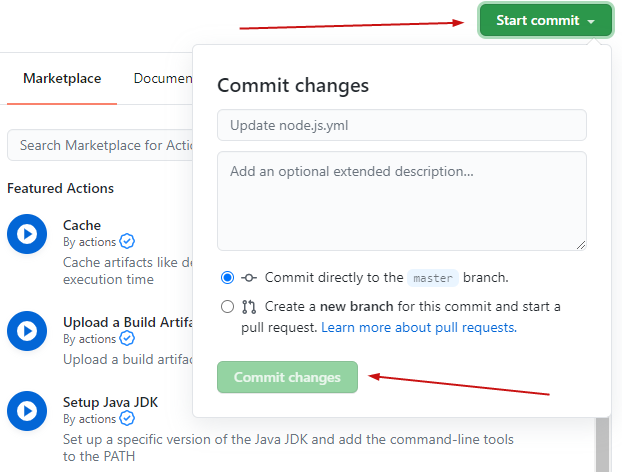 Start commit
Marketplace
Documen
Commit changes
Update node.js.yml
Add an optional extended description...
Commit directly to the master branch.
Create a new branch for this commit and start a
pull request. Learn more about pull requests.
Commit changes
Search Marketplace for Actio
Featured Actions
Cache
By actions
Cache artifacts like de
execution time
Upload a Build Artifa
By actions
Upload a build artifac
Setup Java JDK
By actions
Set up a specific version of the Java JDK and add the command-line tools
to the PATH